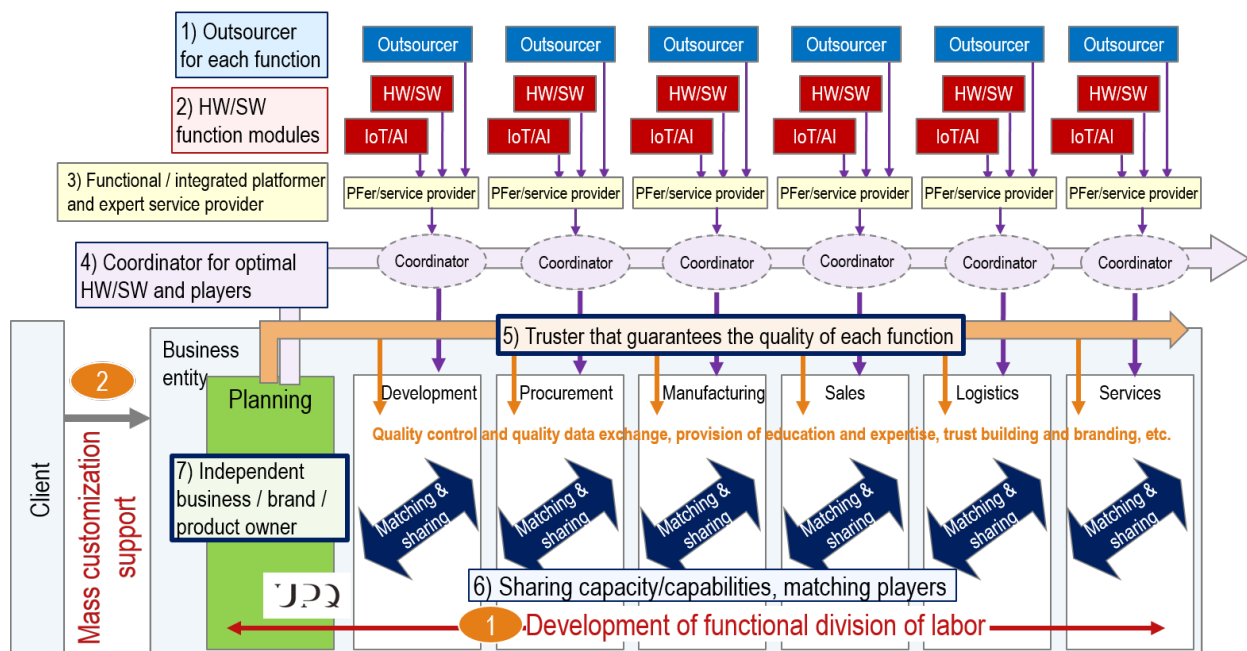 1) Outsourcer
for each function
Outsourcer
Outsourcer
Outsourcer
Outsourcer
Outsourcer
Outsourcer
2) HW/SW
function modules
HW/SW
HW/SW
HW/SW
HW/SW
HW/SW
HW/SW
IoT/AI
IoT/AI
IoT/AI
IoT/AI
IoT/AI
IoT/AI
3) Functional / integrated platformer
and expert service provider
PFer/service provider
PFer/service provider
PFer/service provider
PFer/service provider
PFer/service provider
PFer/service provider
4) Coordinator for optimal
HW/SW and players
Coordinator
Coordinator
Coordinator
Coordinator
Coordinator
Coordinator
5) Truster that guarantees the quality of each function
Client
2
Mass customization
support
Business
entity
Planning
7) Independent
business / brand /
product owner
UPQ
Development
Procurement
Manufacturing
Sales
Logistics
Services
Quality control and quality data exchange, provision of education and expertise, trust building and branding, etc.
Matching &
sharing
Matching &
sharing
Matching &
sharing
Matching &
sharing
Matching &
sharing
Matching &
sharing
6) Sharing capacity/capabilities, matching players
1
Development of functional division of labor